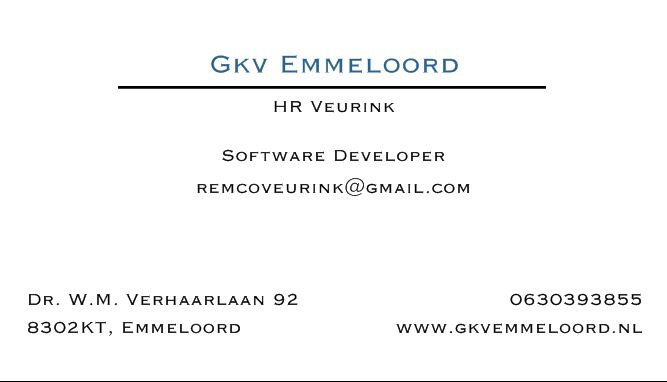 Gkv Emmeloord
HR Veurink
Software Developer
remcoveurink@gmail.com
Dr. W.M. Verhaarlaan 92
0630393855
8302KT, Emmeloord
www.gkvemmeloord.nl